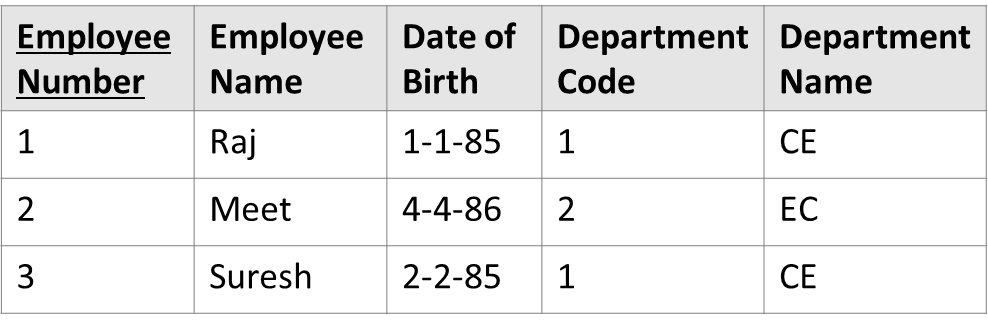 Employee Number	Employee Name	Date of Birth	Department Code	Department Name
1	Raj	1-1-85	1	CE
2	Meet	4-4-86	2	EC
3	Suresh	2-2-85	1	CE